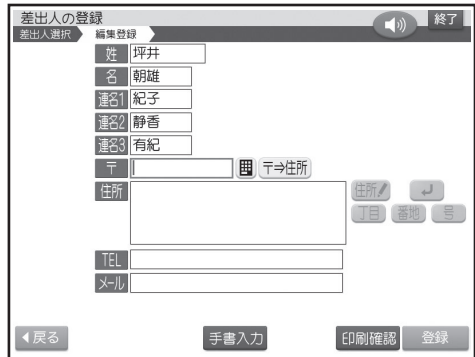 差出人の登録
終了
差出人選択 編集登録
姓 坪井
名 朝雄
連名1 紀子
連名2 静香
連名3 有紀
〒 〒⇒住所
住所 住所
丁目 番地 号
TEL
メール
戻る 手書入力 印刷確認 登録